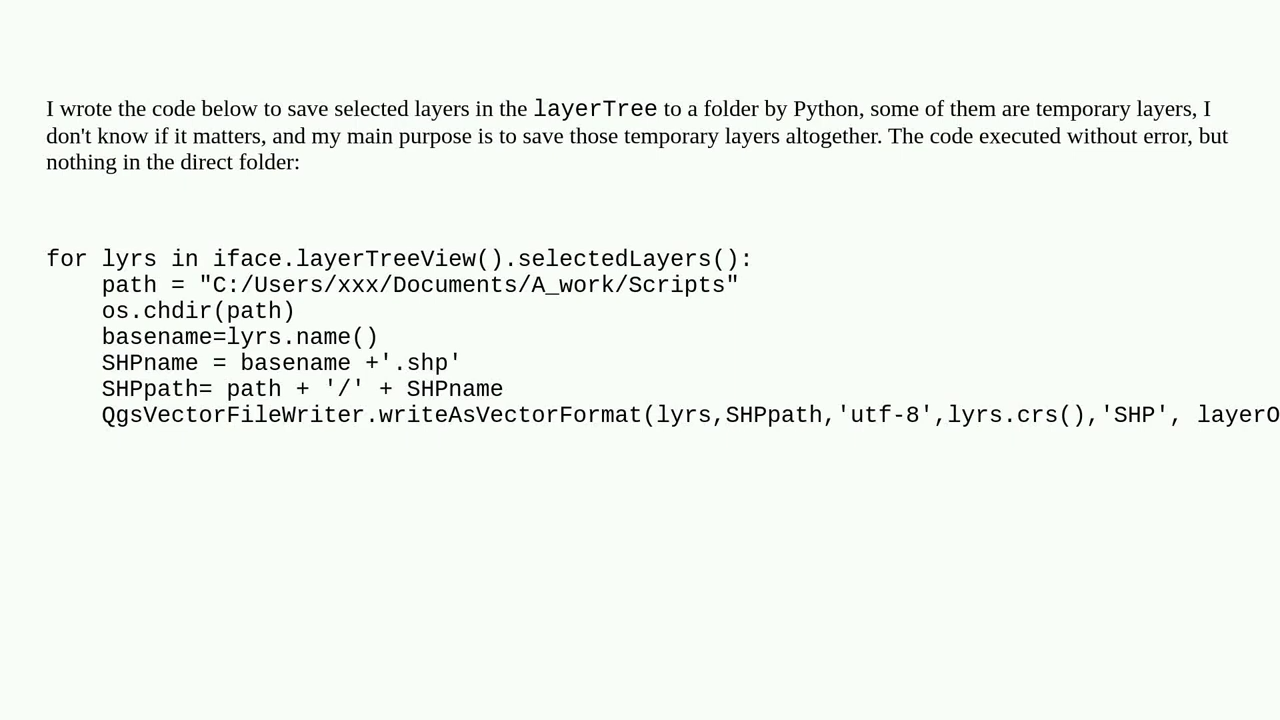 I wrote the code below to save selected layers in the layerTree to a folder by Python, some of them are temporary layers, I
don't know if it matters, and my main purpose is to save those temporary layers altogether. The code executed without error, but
nothing in the direct folder:
for lyrs in iface.layerTreeView().selectedLayers():
    path = "C:/Users/xxx/Documents/A_work/Scripts"
    os.chdir(path)
    basename=lyrs.name()
    SHPname = basename +'.shp'
    SHPpath= path + '/' + SHPname
    QgsVectorFileWriter.writeAsVectorFormat(lyrs,SHPpath,'utf-8',lyrs.crs(),'SHP', layerO